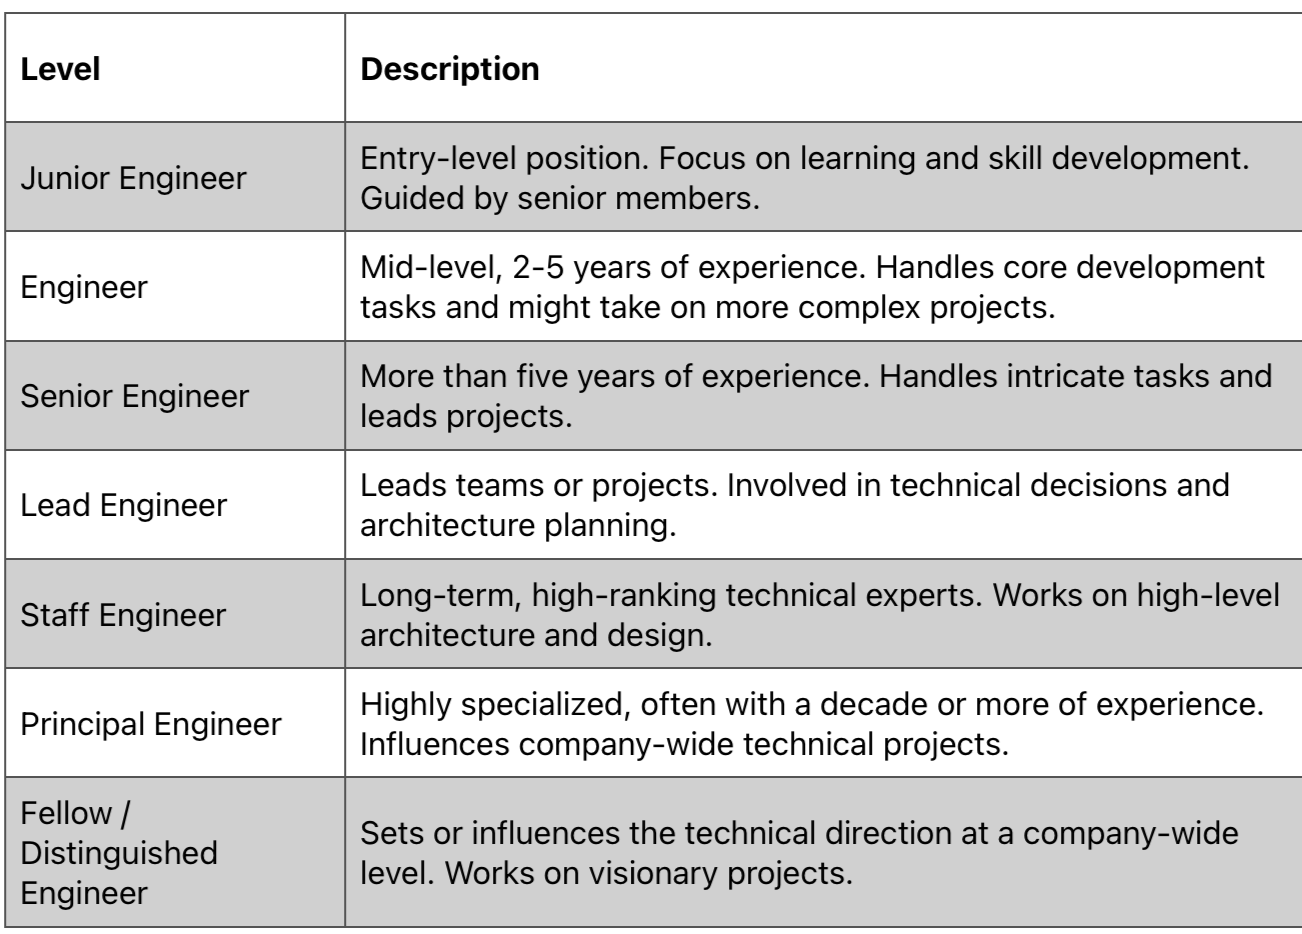 Level
Description
Junior Engineer
Entry-level position. Focus on learning and skill development.
Guided by senior members.
Engineer
Mid-level, 2-5 years of experience. Handles core development
tasks and might take on more complex projects.
Senior Engineer
More than five years of experience. Handles intricate tasks and
leads projects.
Lead Engineer
Leads teams or projects. Involved in technical decisions and
architecture planning.
Staff Engineer
Long-term, high-ranking technical experts. Works on high-level
architecture and design.
Principal Engineer
Highly specialized, often with a decade or more of experience.
Influences company-wide technical projects.
Fellow /
Distinguished
Engineer
Sets or influences the technical direction at a company-wide
level. Works on visionary projects.